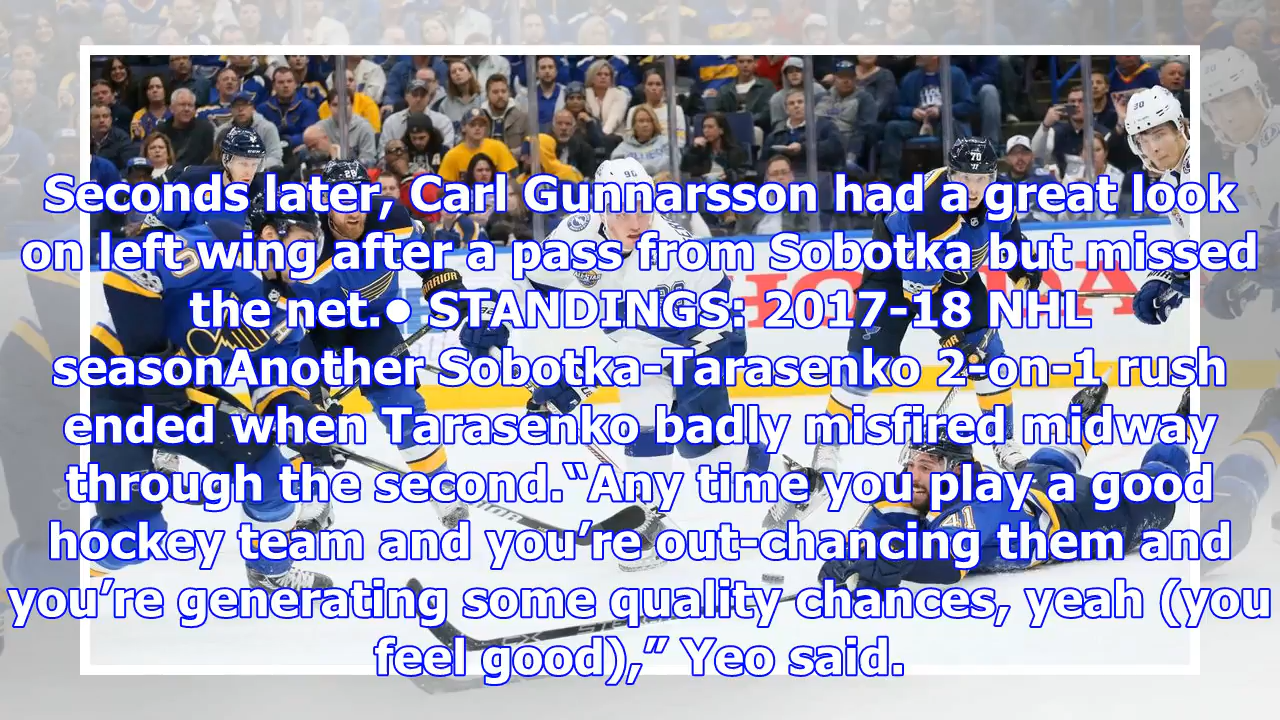 Seconds later, Carl Gunnarsson had a great look
on left wing after a pass from Sobotka but missed
the net.● STANDINGS: 2017-18 NHL
seasonAnother Sobotka-Tarasenko 2-on-1 rush
ended when Tarasenko badly misfired midway
through the second.“Any time you play a good
hockey team and you’re out-chancing them and
you’re generating some quality chances, yeah (you
feel good),” Yeo said.
70
20
41